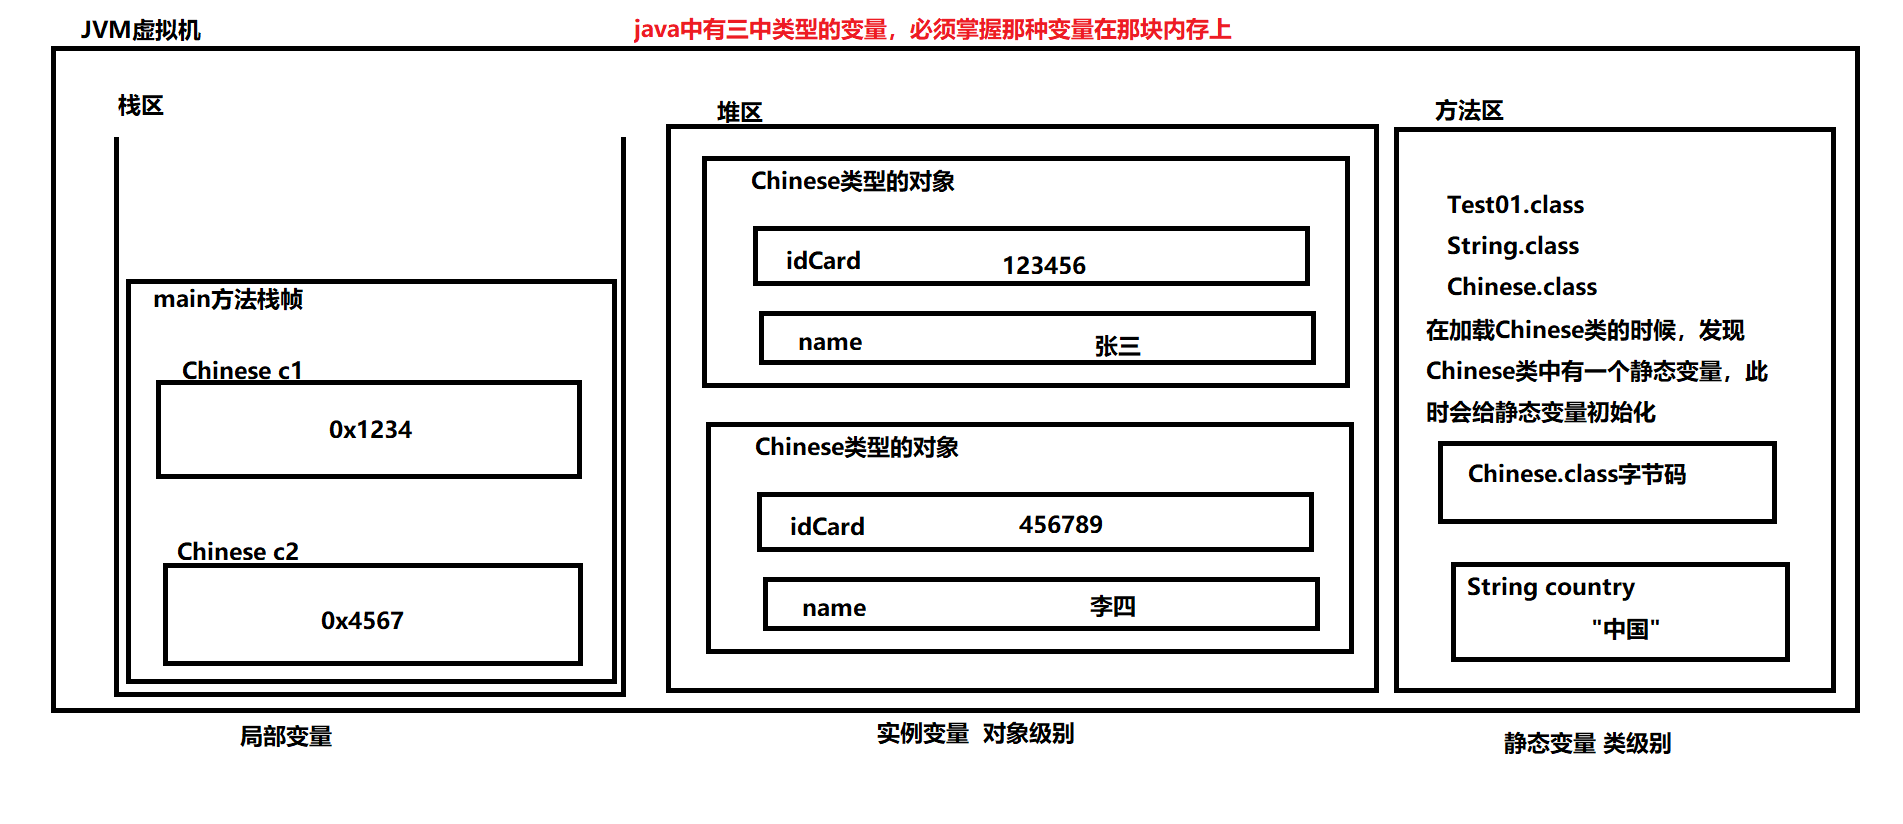 JVM虚拟机
java中有三中类型的变量，必须掌握那种变量在那块内存上
栈区
main方法栈帧
Chinese c1
0x1234
Chinese c2
0x4567
局部变量
堆区
Chinese类型的对象
idCard 123456
name 张三
Chinese类型的对象
idCard 456789
name 李四
实例变量 对象级别
方法区
Test01.class
String.class
Chinese.class
在加载Chinese类的时候，发现
Chinese类中有一个静态变量，此
时会给静态变量初始化
Chinese.class字节码
String country
"中国"
静态变量 类级别